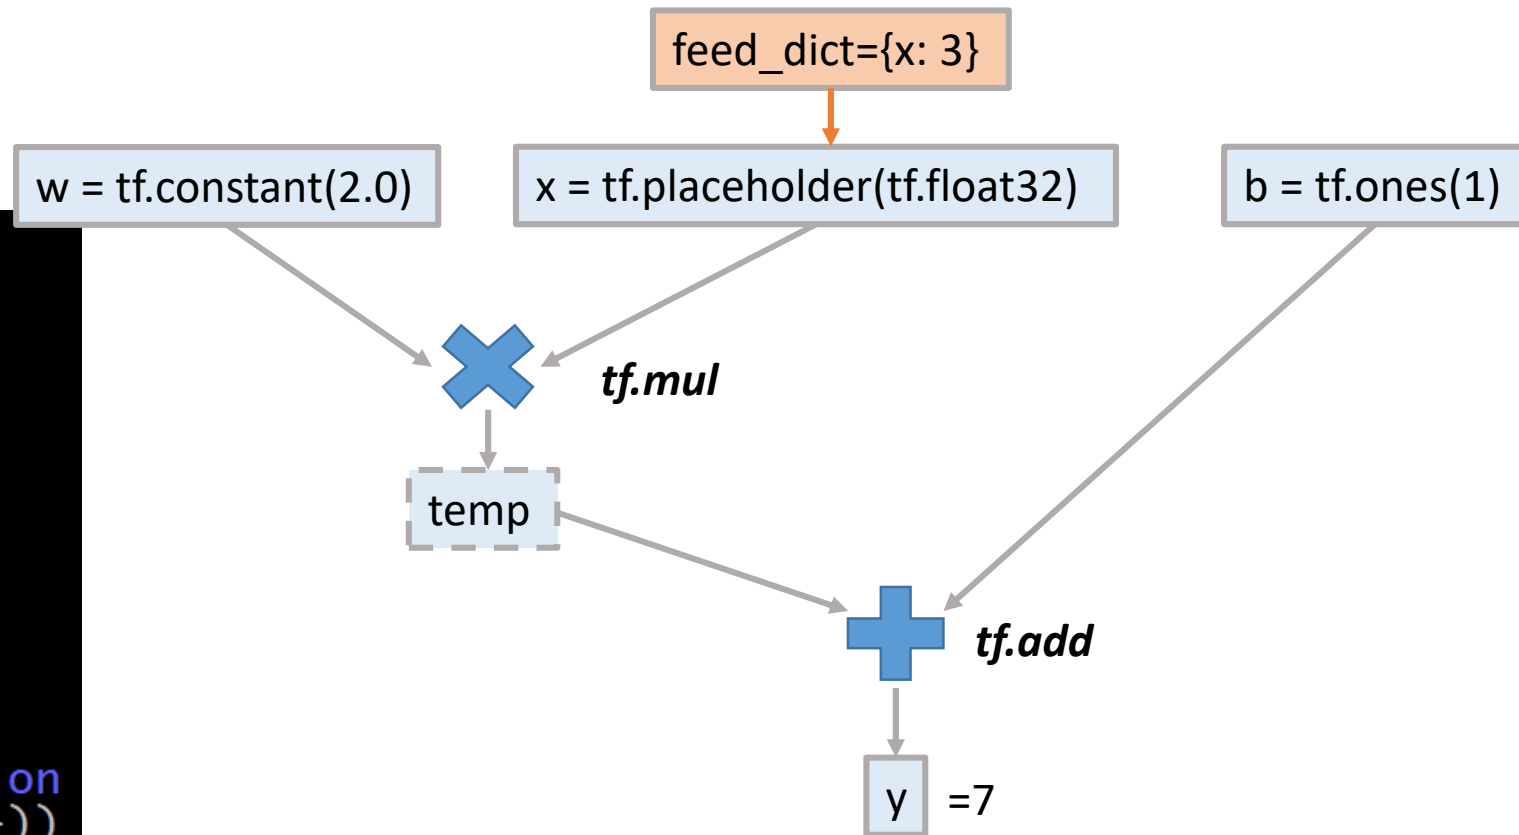 feed_dict={x: 3}
w = tf.constant(2.0)
x = tf.placeholder(tf.float32)
b = tf.ones(1)
tf.mul
temp
tf.add
on
))
y =7